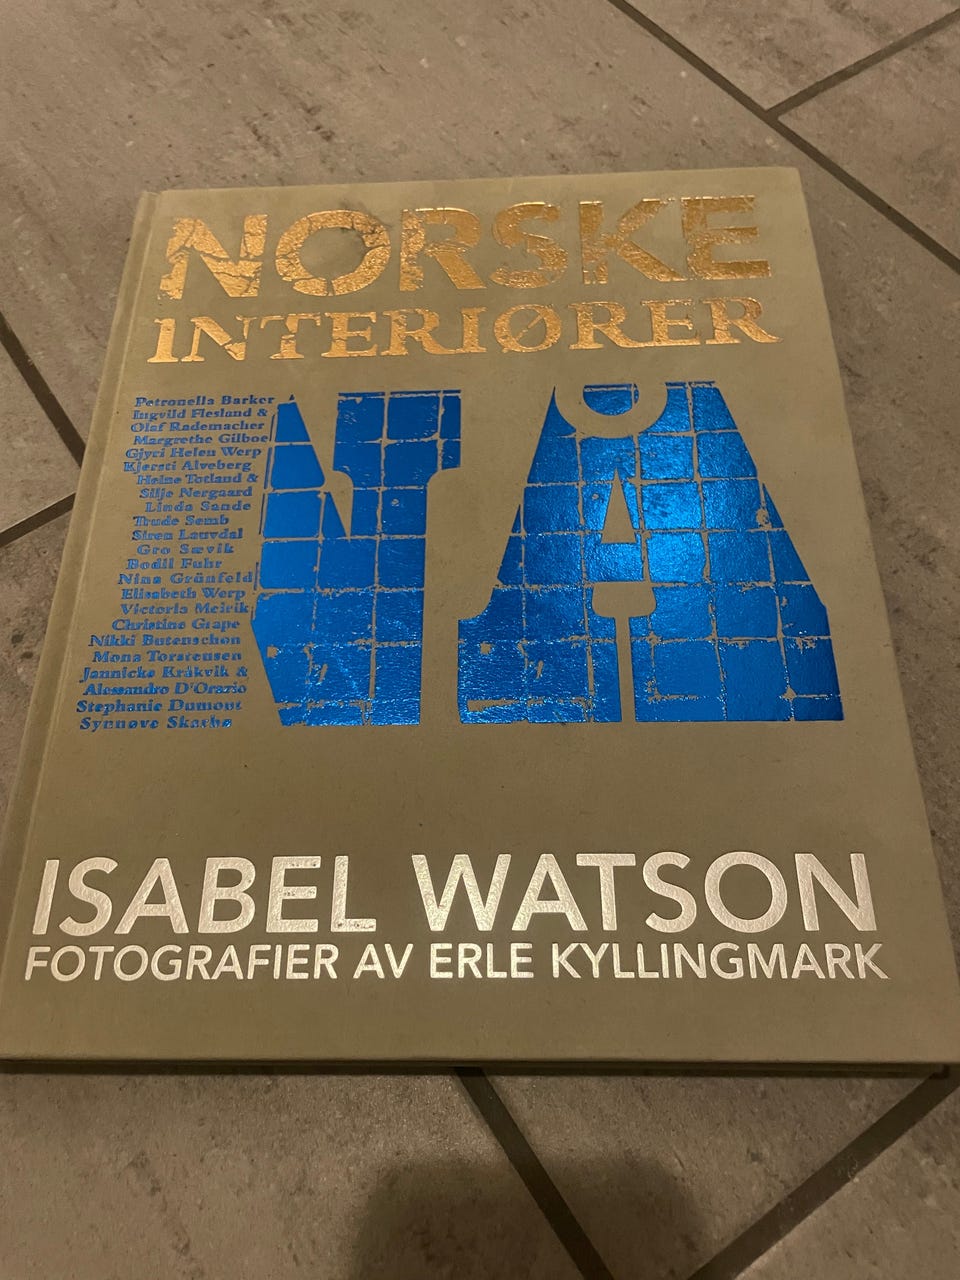 NORSKE
INTERIØRER
NÅ
Petronella Barker
Ingvild Flesland &
Olaf Rademacher
Margrethe Gilboe
Gjyri Helen Werp
Kjersti Alveberg
Heine Totland &
Silje Nergaard
Linda Sande
Trude Semb
Siren Lauvdal
Gro Sævik
Bodil Fuhr
Nina Grünfeld
Elisabeth Werp
Victoria Meirik
Christine Grape
Nikki Butenschøn
Mona Torstensen
Jannicke Kråkvik &
Alessandro D'Orazio
Stephanie Dumont
Synnøve Skarbø
ISABEL WATSON
FOTOGRAFIER AV ERLE KYLLINGMARK